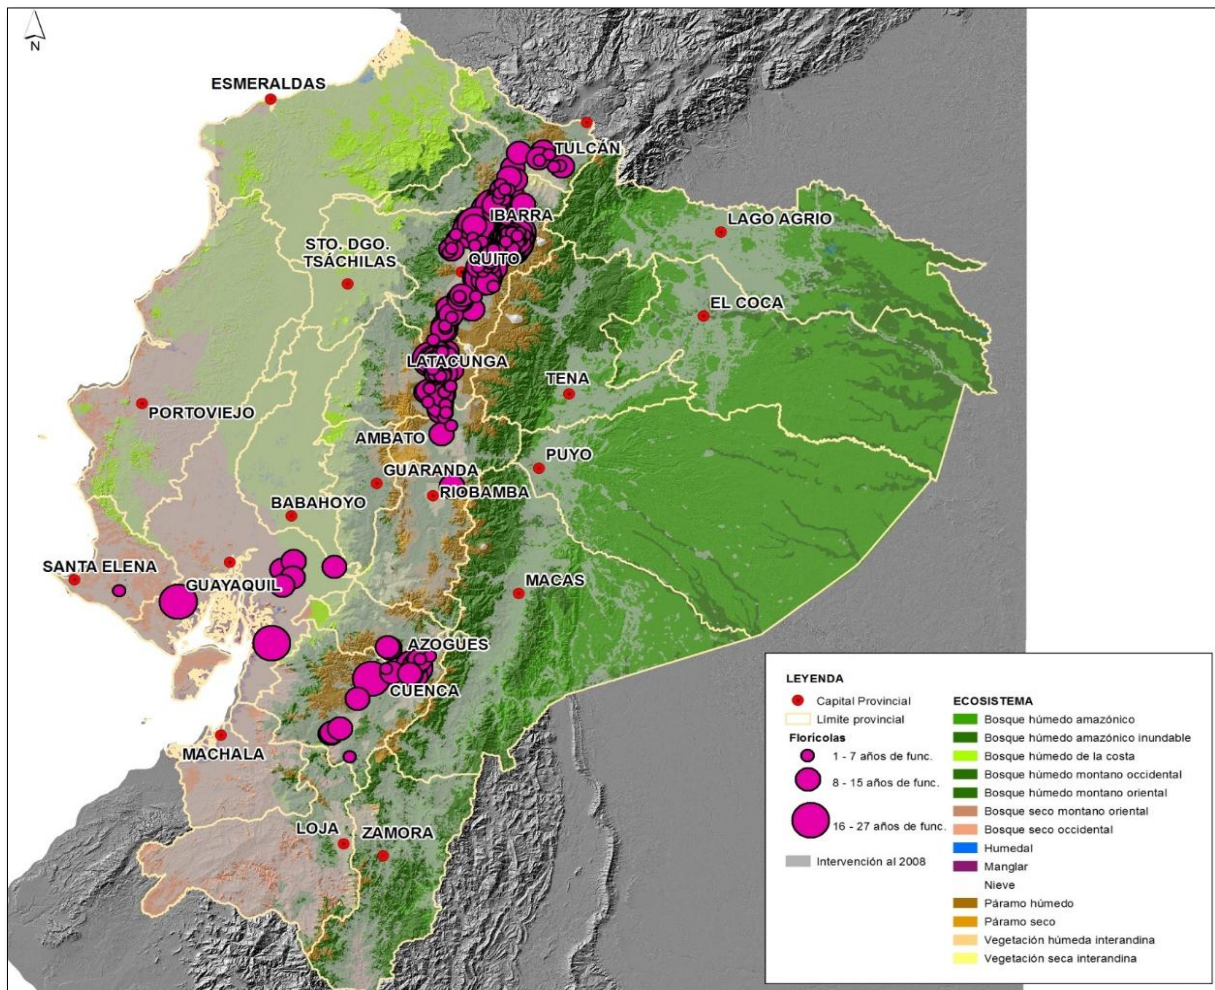 N
ESMERALDAS
TULCÁN
IBARRA
LAGO AGRIO
STO. DGO.
TSÁCHILAS
QUITO
EL COCA
LATACUNGA
TENA
PORTOVIEJO
AMBATO
PUYO
GUARANDA
RIOBAMBA
BABAHOYO
SANTA ELENA
GUAYAQUIL
MACAS
AZOGUES
CUENCA
MACHALA
LOJA
ZAMORA
LEYENDA
Capital Provincial
Límite provincial
Florícolas
1 - 7 años de func.
8 - 15 años de func.
16 - 27 años de func.
Intervención al 2008
ECOSISTEMA
Bosque húmedo amazónico
Bosque húmedo amazónico inundable
Bosque húmedo de la costa
Bosque húmedo montano occidental
Bosque húmedo montano oriental
Bosque seco montano oriental
Bosque seco occidental
Humedal
Manglar
Nieve
Páramo húmedo
Páramo seco
Vegetación húmeda interandina
Vegetación seca interandina